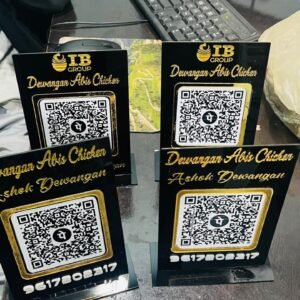 IB
GROUP
Dewangan Abis Chicken
IB
GROUP
Dewangan Abis Chicken
Dewangan Abis Chicken
Ashok Dewangan
9617808217
Dewangan Abis Chicken
Ashok Dewangan
9617808217